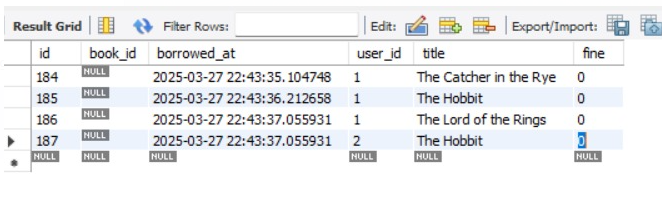 Result Grid Filter Rows: Edit: Export/Import:
id book_id borrowed_at user_id title fine
184 NULL 2025-03-27 22:43:35.104748 1 The Catcher in the Rye 0
185 NULL 2025-03-27 22:43:36.212658 1 The Hobbit 0
186 NULL 2025-03-27 22:43:37.055931 1 The Lord of the Rings 0
187 NULL 2025-03-27 22:43:37.055931 2 The Hobbit 0
NULL NULL NULL NULL NULL NULL